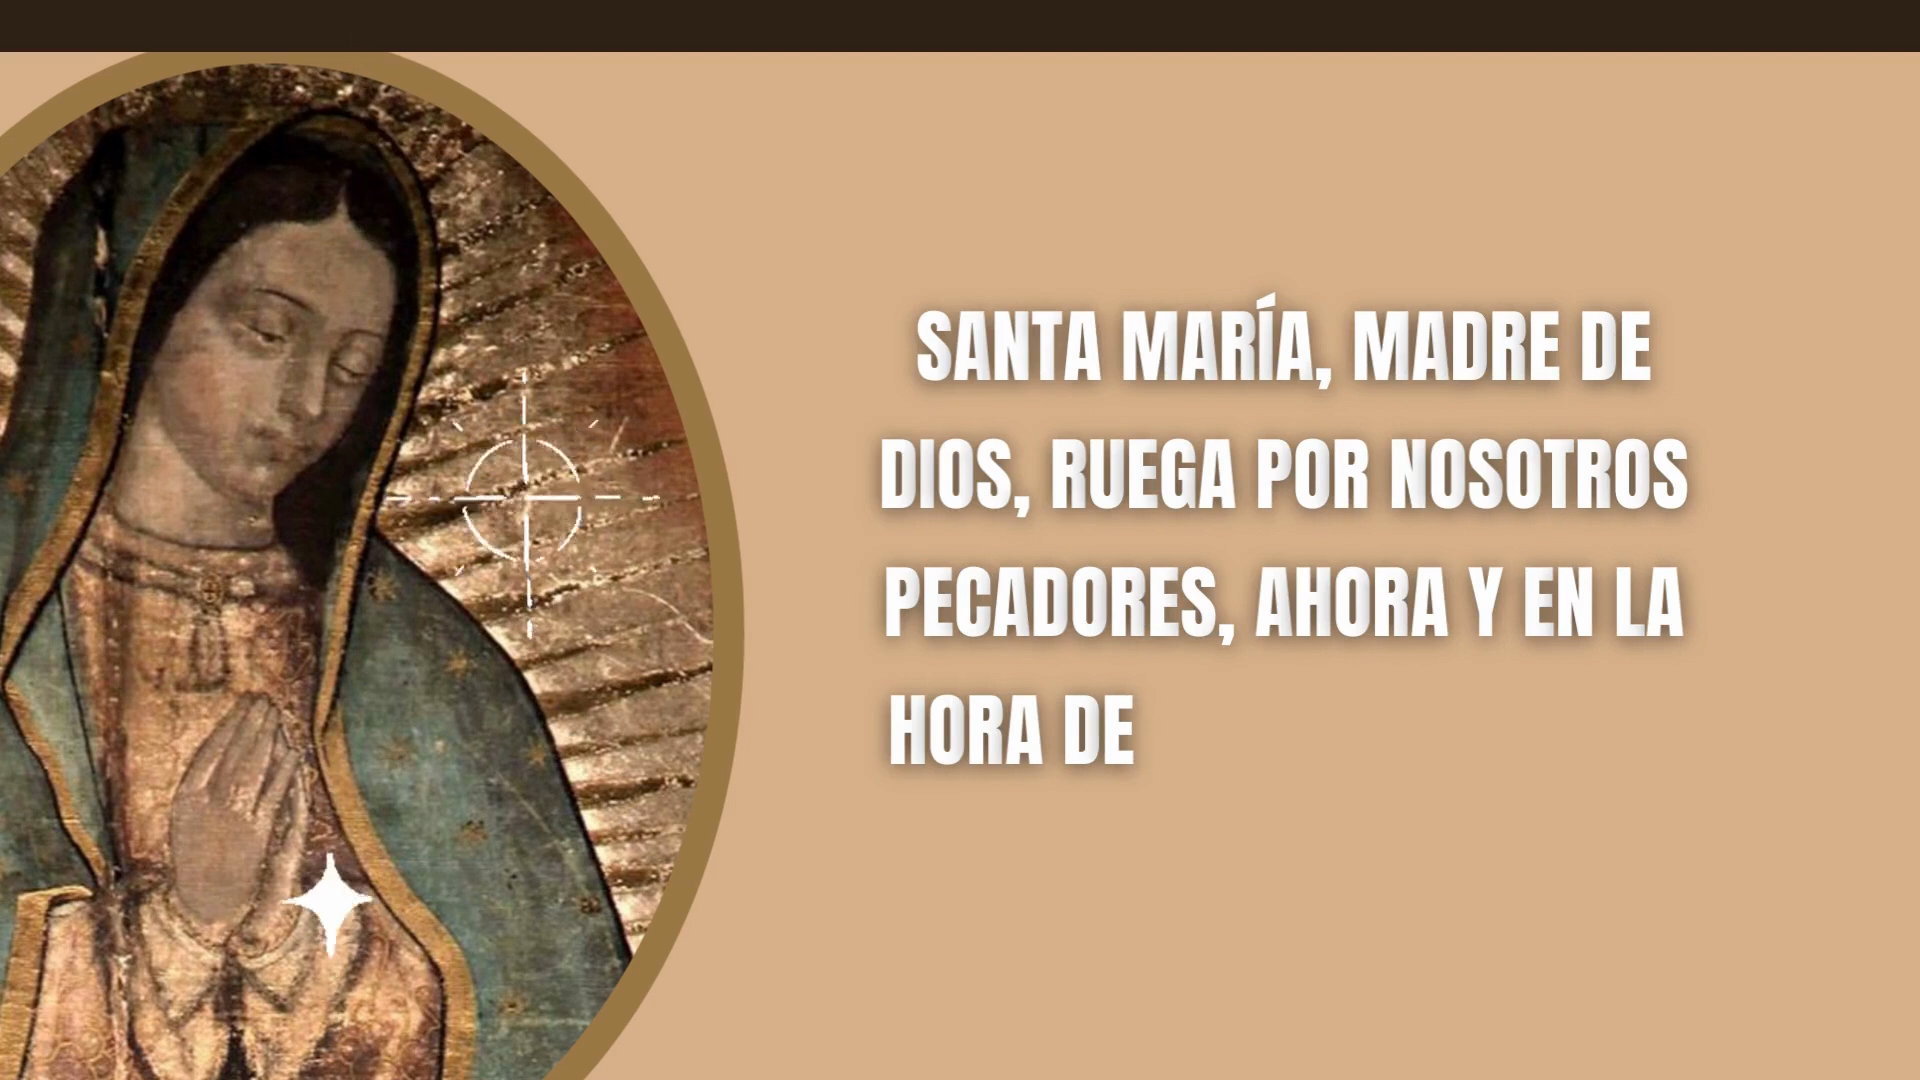 SANTA MARÍA, MADRE DE
DIOS, RUEGA POR NOSOTROS
PECADORES, AHORA Y EN LA
HORA DE